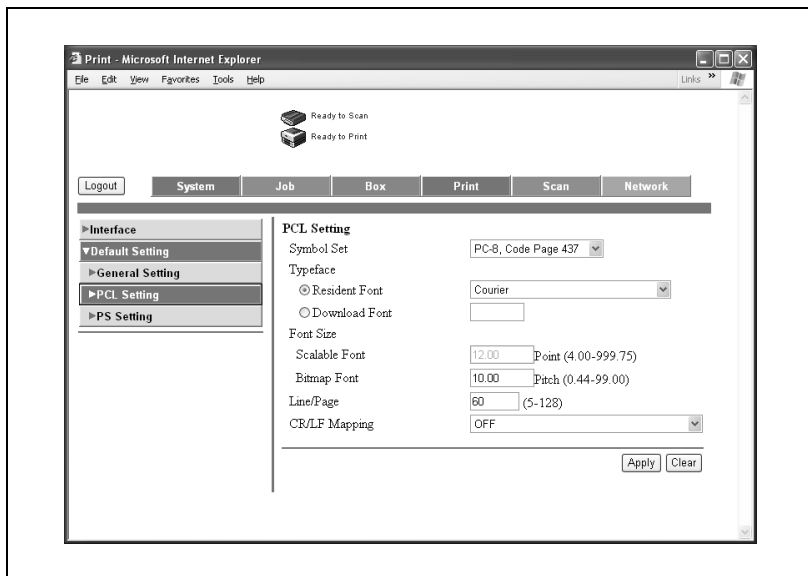 Print - Microsoft Internet Explorer
File Edit View Favorites Tools Help
Links »
Ready to Scan
Ready to Print
Logout
System Job Box Print Scan Network
Interface
Default Setting
General Setting
PCL Setting
PS Setting
PCL Setting
Symbol Set PC-8, Code Page 437
Typeface
Resident Font Courier
Download Font
Font Size
Scalable Font 12.00 Point (4.00-999.75)
Bitmap Font 10.00 Pitch (0.44-99.00)
Line/Page 60 (5-128)
CR/LF Mapping OFF
Apply Clear